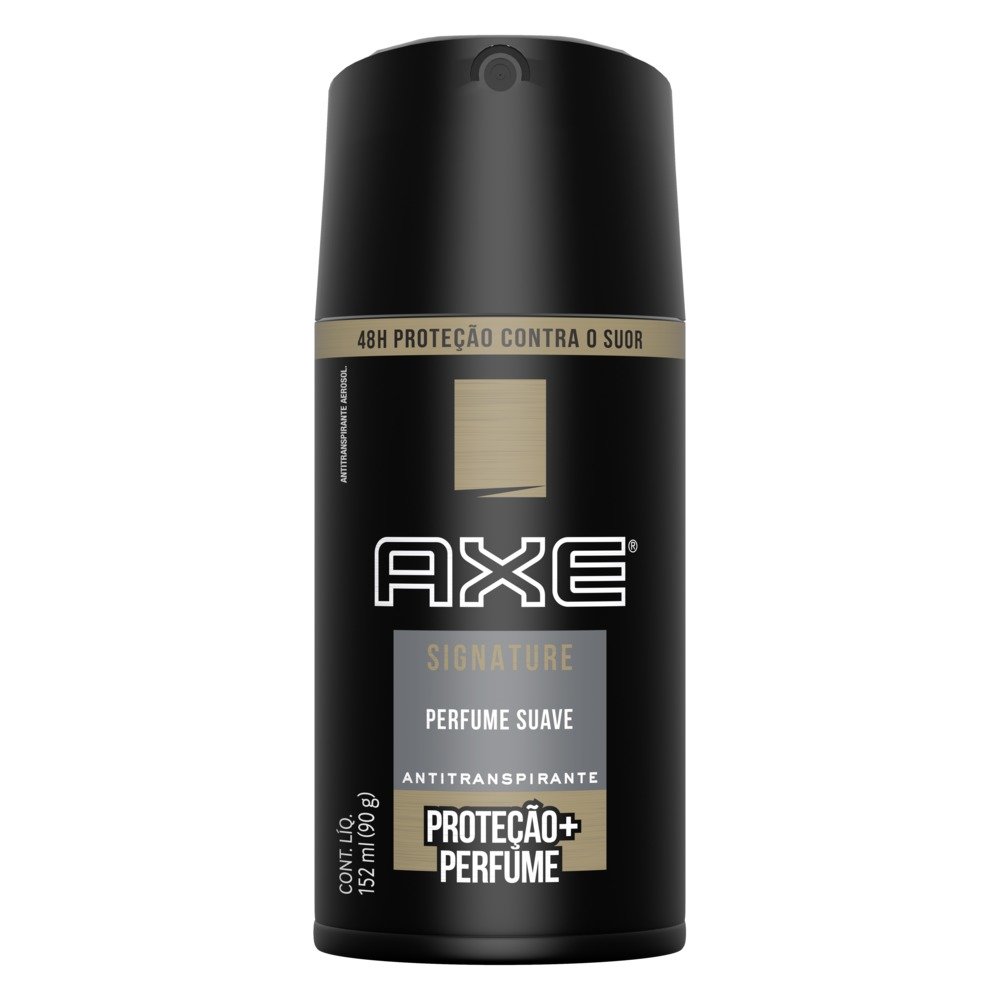 48H PROTEÇÃO CONTRA O SUOR
ANTITRANSPIRANTE AEROSOL.
AXE®
SIGNATURE
PERFUME SUAVE
ANTITRANSPIRANTE
PROTEÇÃO+
PERFUME
CONT. LÍQ.
152 ml (90 g)